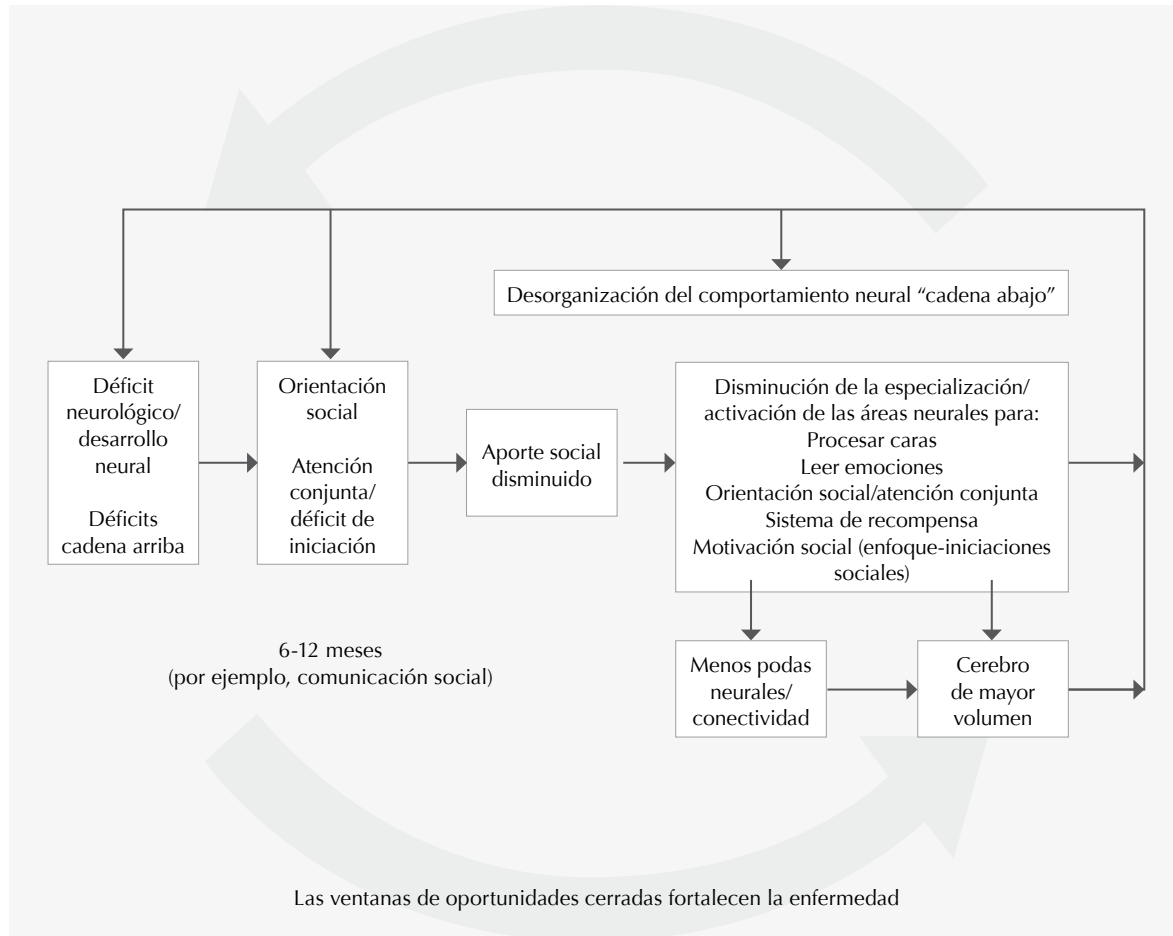 Desorganización del comportamiento neural “cadena abajo”
Déficit
neurológico/
desarrollo
neural
Déficits
cadena arriba
Orientación
social
Atención
conjunta/
déficit de
iniciación
Aporte social
disminuido
Disminución de la especialización/
activación de las áreas neurales para:
Procesar caras
Leer emociones
Orientación social/atención conjunta
Sistema de recompensa
Motivación social (enfoque-iniciaciones
sociales)
6-12 meses
(por ejemplo, comunicación social)
Menos podas
neurales/
conectividad
Cerebro
de mayor
volumen
Las ventanas de oportunidades cerradas fortalecen la enfermedad